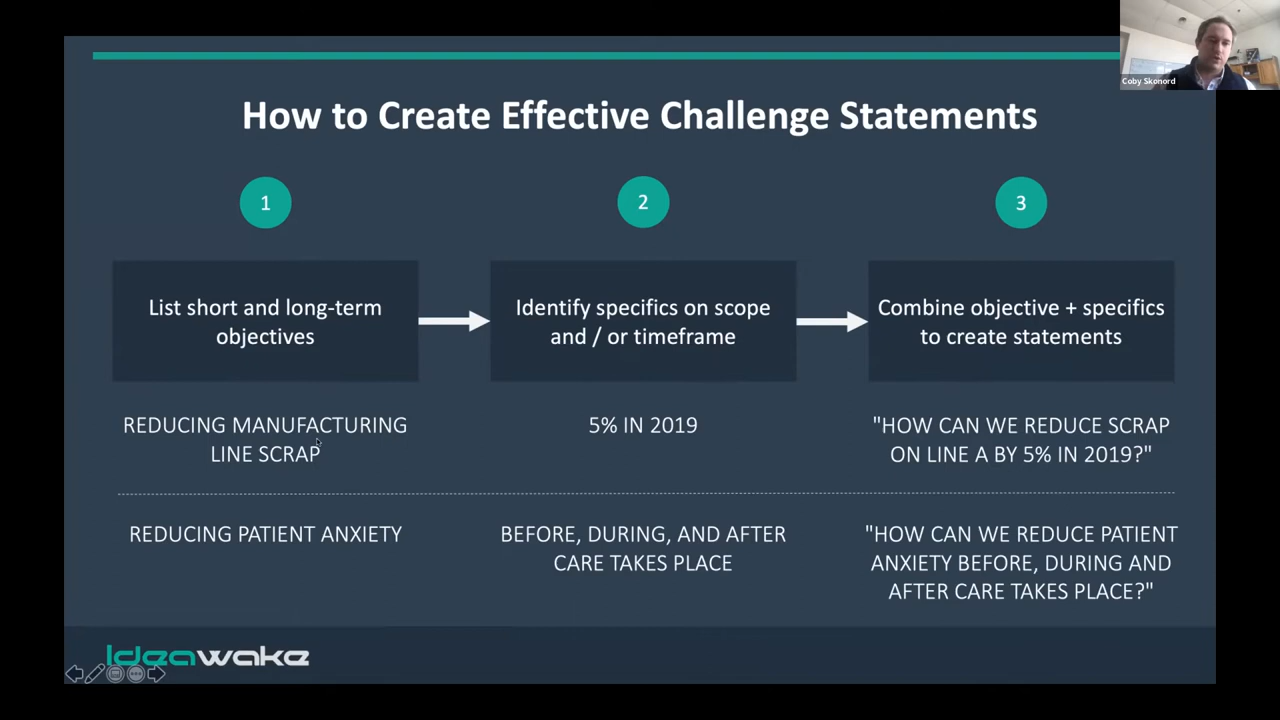 Coby Skonord
How to Create Effective Challenge Statements
1
2
3
List short and long-term
objectives
Identify specifics on scope
and / or timeframe
Combine objective + specifics
to create statements
REDUCING MANUFACTURING
LINE SCRAP
5% IN 2019
"HOW CAN WE REDUCE SCRAP
ON LINE A BY 5% IN 2019?"
REDUCING PATIENT ANXIETY
BEFORE, DURING, AND AFTER
CARE TAKES PLACE
"HOW CAN WE REDUCE PATIENT
ANXIETY BEFORE, DURING AND
AFTER CARE TAKES PLACE?"
Ideawake